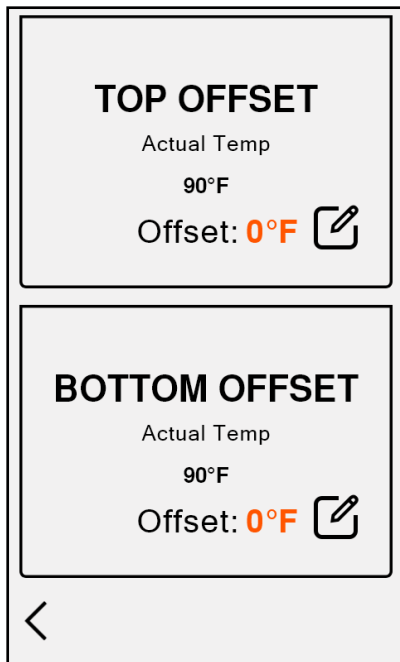 TOP OFFSET
Actual Temp
90°F
Offset: 0°F
BOTTOM OFFSET
Actual Temp
90°F
Offset: 0°F